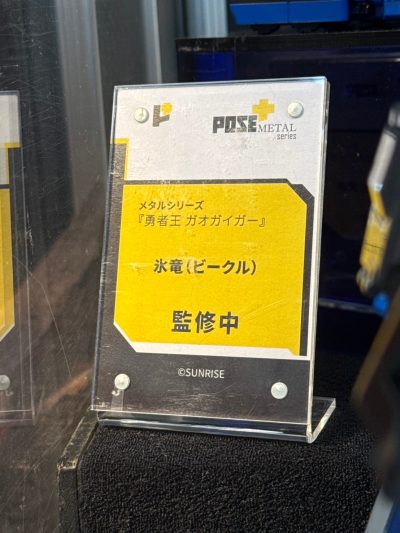 POSE+ METAL
series
メタルシリーズ
『勇者王 ガオガイガー』
氷竜(ビークル)
監修中
©SUNRISE